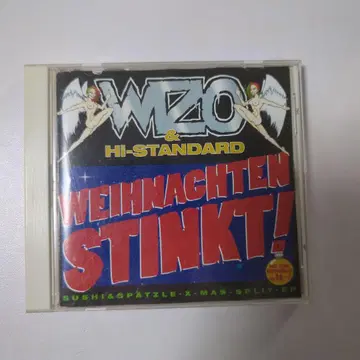 WIZO
&
HI-STANDARD
WEIHNACHTEN
STINKT!
SUSHI&SPÄTZLE-X-MAS-SPLIT-EP